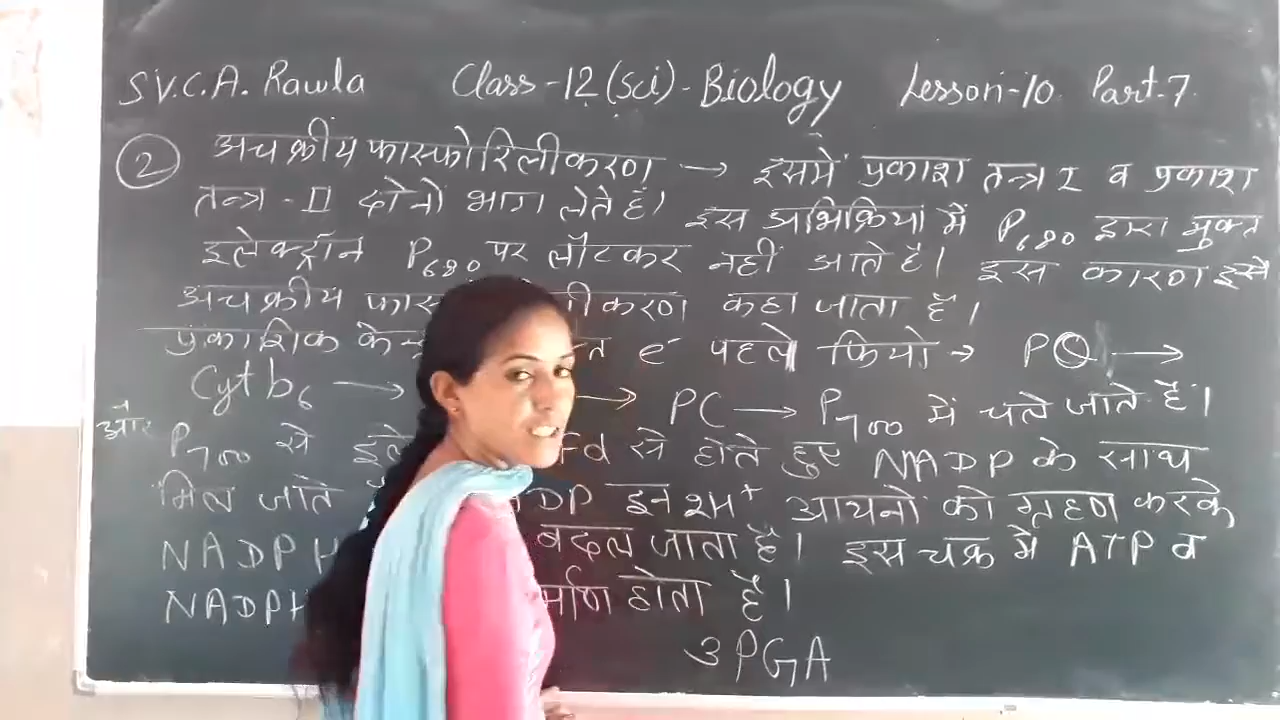 S.V.C.A. Rawla Class-12(sci)-Biology Lesson-10 Part-7
② अचक्रीय फास्फोरिलीकरण → इसमें प्रकाश तन्त्र I व प्रकाश
तन्त्र-II दोनो भाग लेते है। इस अभिक्रिया में P680 द्वारा मुक्त
इलेक्ट्रॉन P680 पर लौटकर नहीं आते है। इस कारण इसे
अचक्रीय करण कहा जाता है।
प्रकाशिक e⁻ पहले फियो → PQ →
Cyt b6 → → PC → P700 में चले जाते है।
और P700 से Fd से होते हुए NADP के साथ
मिल जाते इन 2H⁺ आयनो को ग्रहण करके
NADPH बदल जाता है। इस चक्र में ATP व
NADPH होता है।
3PGA